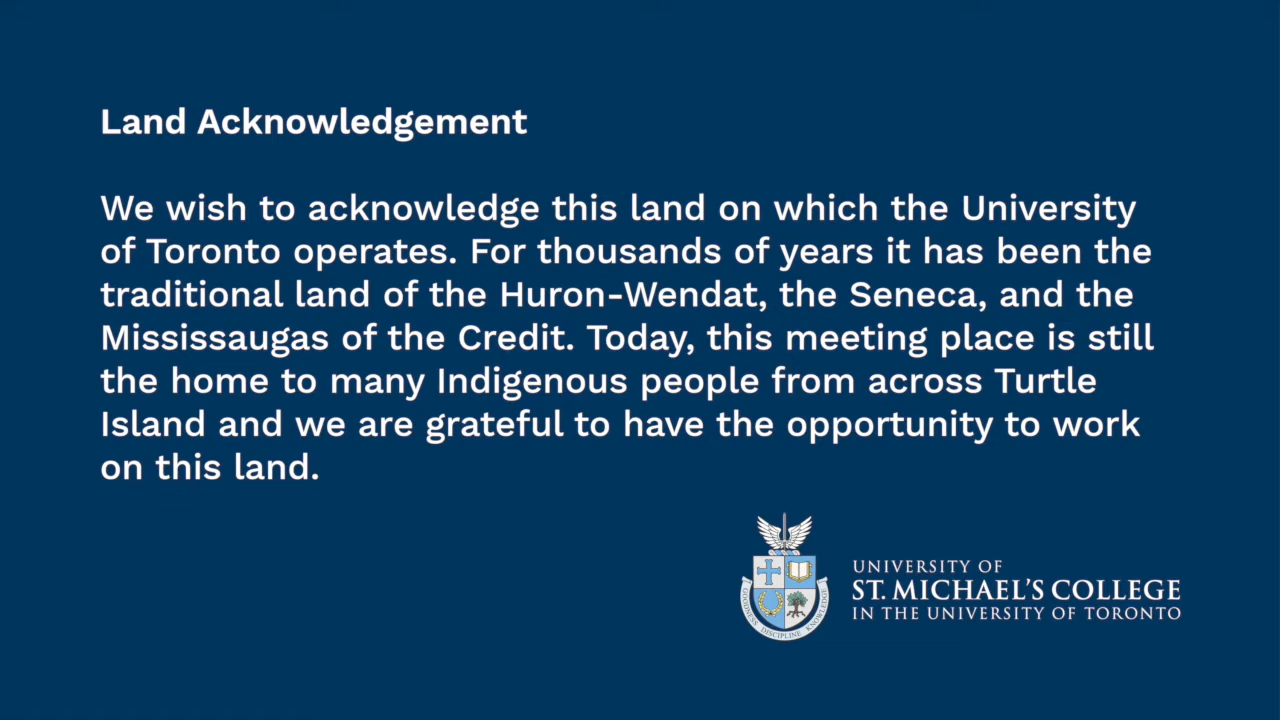 Land Acknowledgement
We wish to acknowledge this land on which the University
of Toronto operates. For thousands of years it has been the
traditional land of the Huron-Wendat, the Seneca, and the
Mississaugas of the Credit. Today, this meeting place is still
the home to many Indigenous people from across Turtle
Island and we are grateful to have the opportunity to work
on this land.
UNIVERSITY OF
ST. MICHAEL'S COLLEGE
IN THE UNIVERSITY OF TORONTO
GOODNESS DISCIPLINE KNOWLEDGE